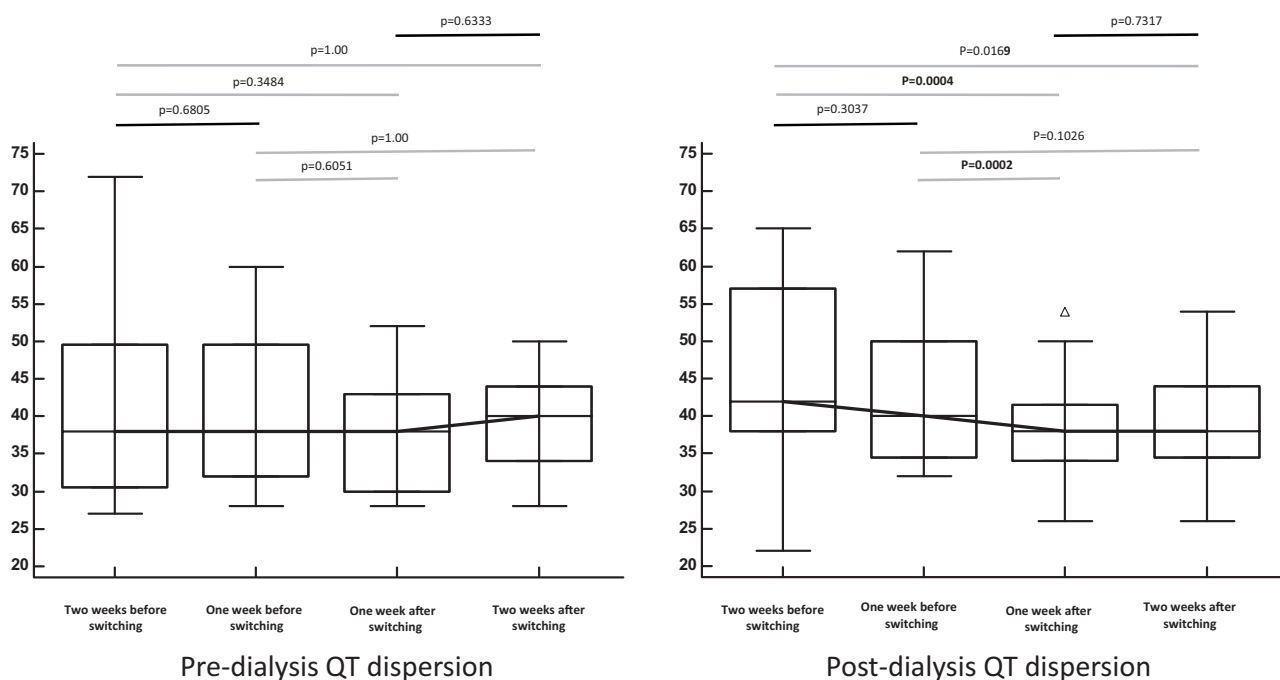 p=0.6333
p=1.00
p=0.3484
p=0.6805
p=1.00
p=0.6051
75
70
65
60
55
50
45
40
35
30
25
20
Two weeks before
switching
One week before
switching
One week after
switching
Two weeks after
switching
Pre-dialysis QT dispersion
p=0.7317
P=0.0169
P=0.0004
p=0.3037
P=0.1026
P=0.0002
75
70
65
60
55
50
45
40
35
30
25
20
Two weeks before
switching
One week before
switching
One week after
switching
Two weeks after
switching
Post-dialysis QT dispersion